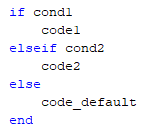 if cond1
    code1
elseif cond2
    code2
else
    code_default
end